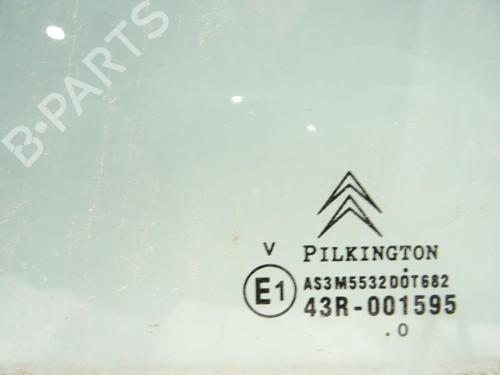 B-PARTS
V PILKINGTON
E1 AS3M5532DOT682
43R-001595
.0